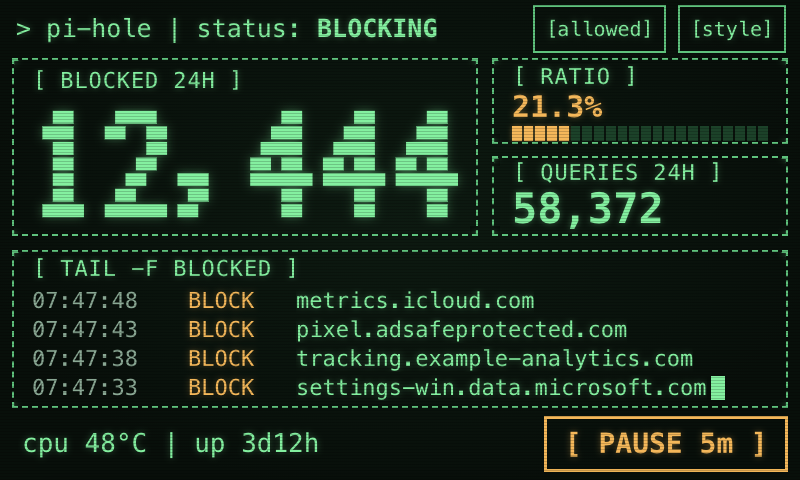 > pi-hole | status: BLOCKING
[allowed]
[style]
[ BLOCKED 24H ]
12,444
[ RATIO ]
21.3%
[ QUERIES 24H ]
58,372
[ TAIL -F BLOCKED ]
07:47:48 BLOCK metrics.icloud.com
07:47:43 BLOCK pixel.adsafeprotected.com
07:47:38 BLOCK tracking.example-analytics.com
07:47:33 BLOCK settings-win.data.microsoft.com
cpu 48°C | up 3d12h
[ PAUSE 5m ]